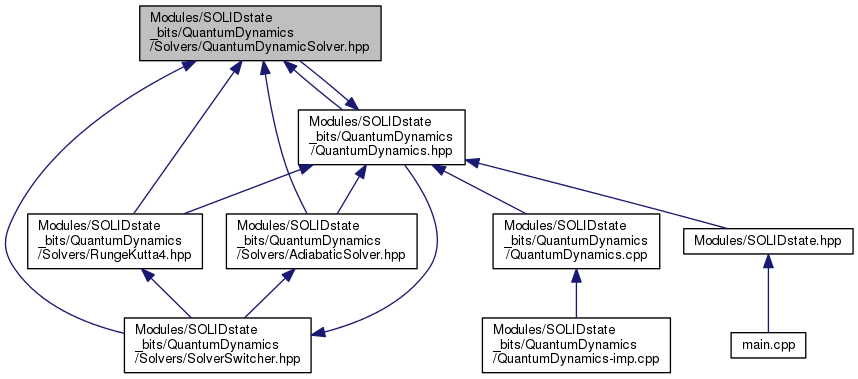 Modules/SOLIDstate
_bits/QuantumDynamics
/Solvers/QuantumDynamicSolver.hpp
Modules/SOLIDstate
_bits/QuantumDynamics
/QuantumDynamics.hpp
Modules/SOLIDstate
_bits/QuantumDynamics
/Solvers/RungeKutta4.hpp
Modules/SOLIDstate
_bits/QuantumDynamics
/Solvers/AdiabaticSolver.hpp
Modules/SOLIDstate
_bits/QuantumDynamics
/QuantumDynamics.cpp
Modules/SOLIDstate.hpp
Modules/SOLIDstate
_bits/QuantumDynamics
/Solvers/SolverSwitcher.hpp
Modules/SOLIDstate
_bits/QuantumDynamics
/QuantumDynamics-imp.cpp
main.cpp